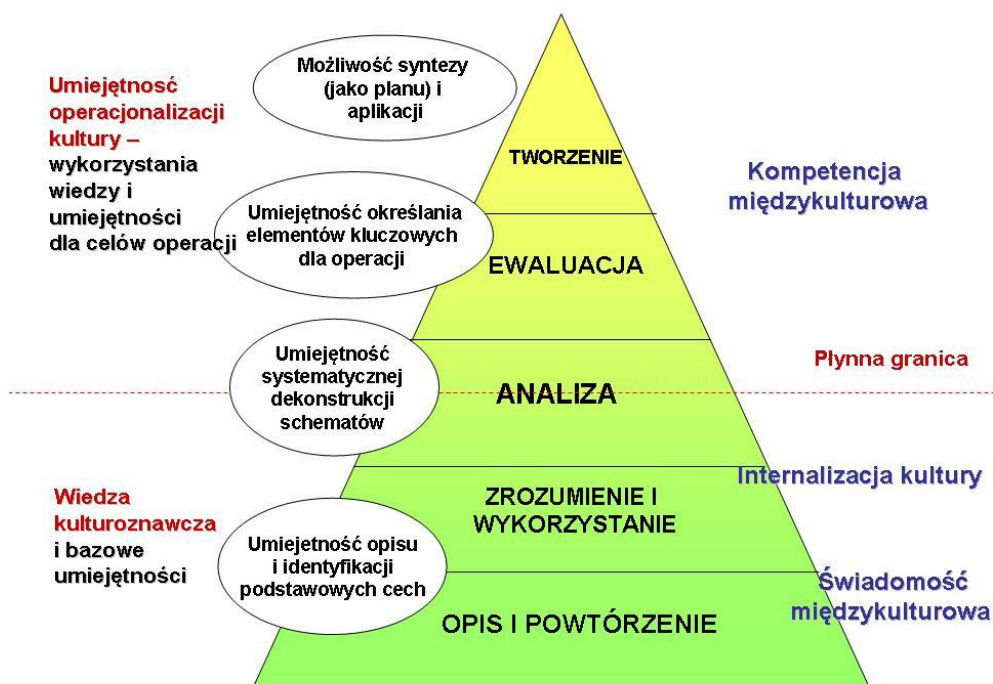 Umiejętnosć
operacjonalizacji
kultury –
wykorzystania
wiedzy i
umiejętności
dla celów operacji
Możliwość syntezy
(jako planu) i
aplikacji
TWORZENIE
Kompetencja
międzykulturowa
Umiejętność określania
elementów kluczowych
dla operacji
EWALUACJA
Umiejętność
systematycznej
dekonstrukcji
schematów
ANALIZA
Płynna granica
Internalizacja kultury
Wiedza
kulturoznawcza
i bazowe
umiejętności
ZROZUMIENIE I
WYKORZYSTANIE
Umiejetność opisu
i identyfikacji
podstawowych cech
Świadomość
międzykulturowa
OPIS I POWTÓRZENIE